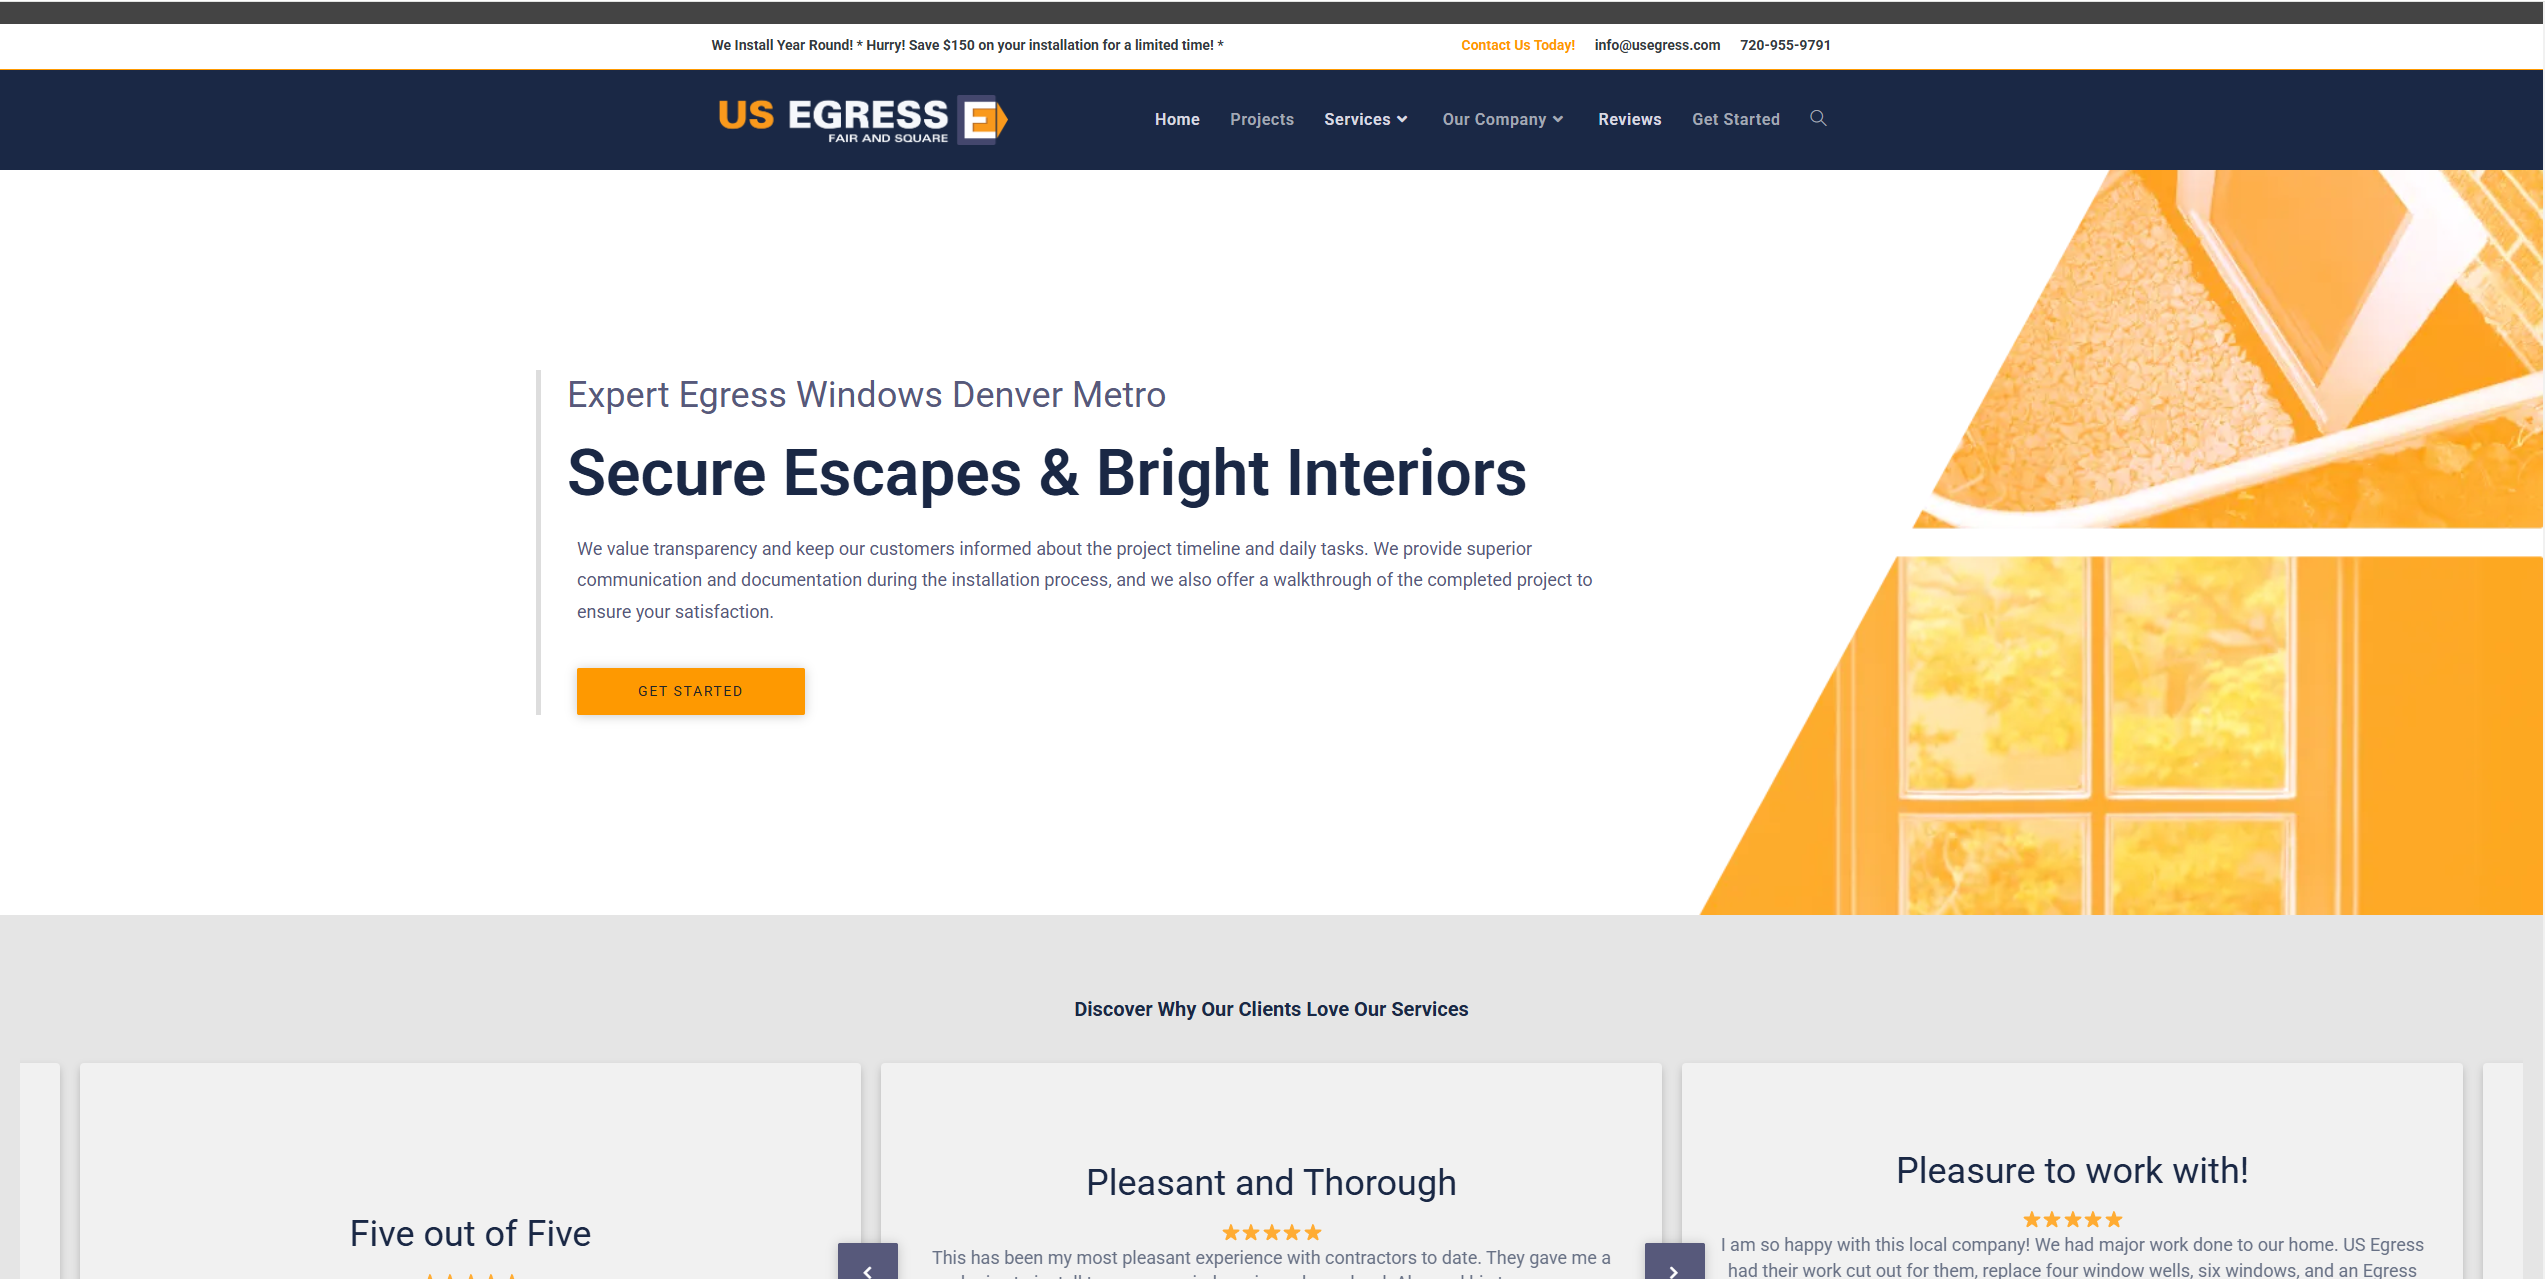 We Install Year Round! * Hurry! Save $150 on your installation for a limited time! *
Contact Us Today! info@usegress.com 720-955-9791
US EGRESS E
FAIR AND SQUARE
Home Projects Services Our Company Reviews Get Started
Expert Egress Windows Denver Metro
Secure Escapes & Bright Interiors
We value transparency and keep our customers informed about the project timeline and daily tasks. We provide superior
communication and documentation during the installation process, and we also offer a walkthrough of the completed project to
ensure your satisfaction.
GET STARTED
Discover Why Our Clients Love Our Services
Five out of Five
Pleasant and Thorough
This has been my most pleasant experience with contractors to date. They gave me a
Pleasure to work with!
I am so happy with this local company! We had major work done to our home. US Egress
had their work cut out for them, replace four window wells, six windows, and an Egress